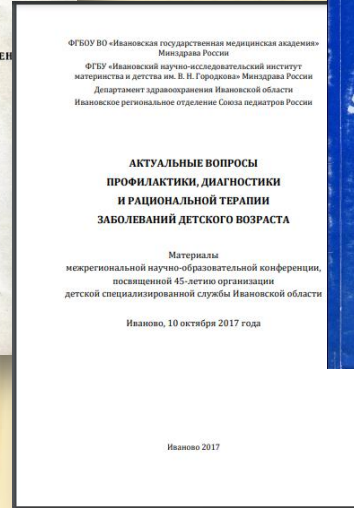 ЕН
ФГБОУ ВО «Ивановская государственная медицинская академия»
Минздрава России
ФГБУ «Ивановский научно-исследовательский институт
материнства и детства им. В. Н. Городкова» Минздрава России
Департамент здравоохранения Ивановской области
Ивановское региональное отделение Союза педиатров России
АКТУАЛЬНЫЕ ВОПРОСЫ
ПРОФИЛАКТИКИ, ДИАГНОСТИКИ
И РАЦИОНАЛЬНОЙ ТЕРАПИИ
ЗАБОЛЕВАНИЙ ДЕТСКОГО ВОЗРАСТА
Материалы
межрегиональной научно-образовательной конференции,
посвященной 45-летию организации
детской специализированной службы Ивановской области
Иваново, 10 октября 2017 года
Иваново 2017